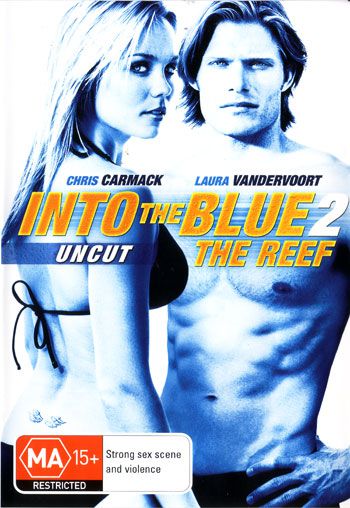 CHRIS CARMACK LAURA VANDERVOORT
INTO THE BLUE 2
UNCUT THE REEF
MA 15+ Strong sex scene
and violence
RESTRICTED